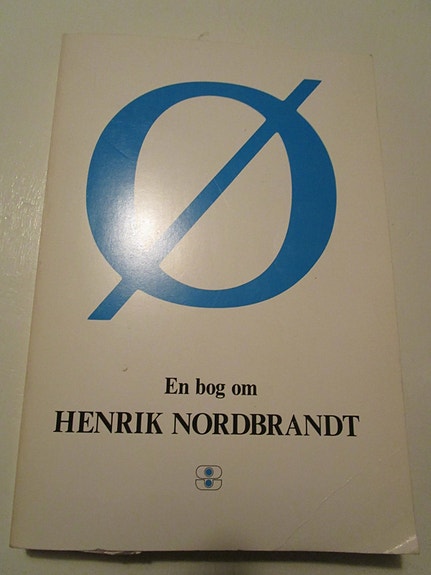 Ø
En bog om
HENRIK NORDBRANDT